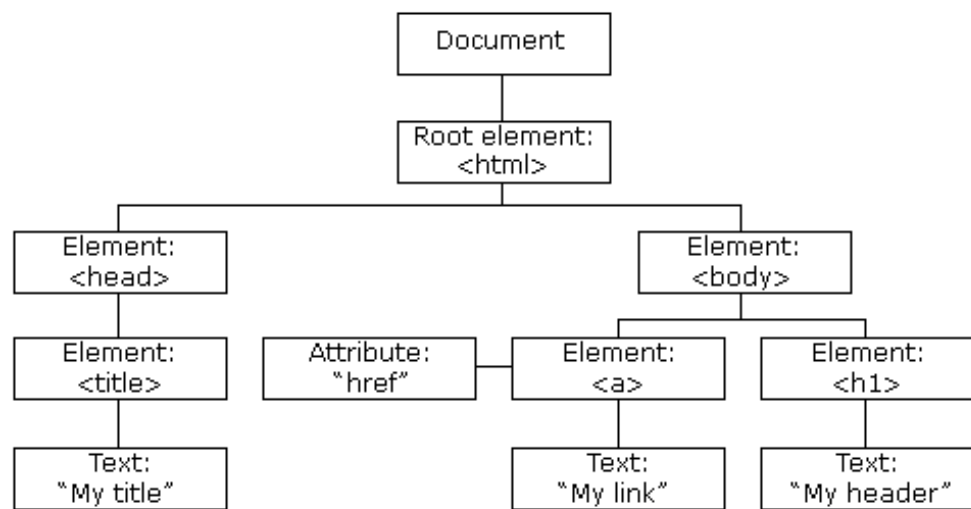 Document
Root element:
<html>
Element:
<head>
Element:
<body>
Element:
<title>
Attribute:
“href”
Element:
<a>
Element:
<h1>
Text:
“My title”
Text:
“My link”
Text:
“My header”